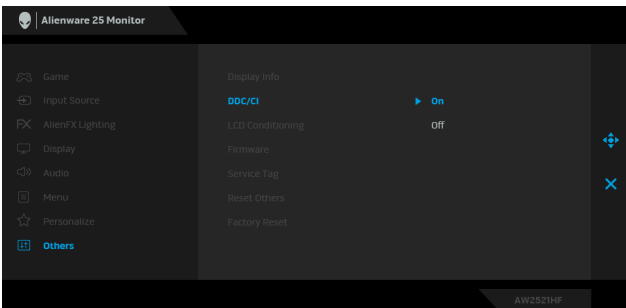 Alienware 25 Monitor
Game
Display Info
Input Source
DDC/CI
On
AlienFX Lighting
LCD Conditioning
Off
Display
Firmware
Audio
Service Tag
Menu
Reset Others
Personalize
Factory Reset
Others
AW2521HF